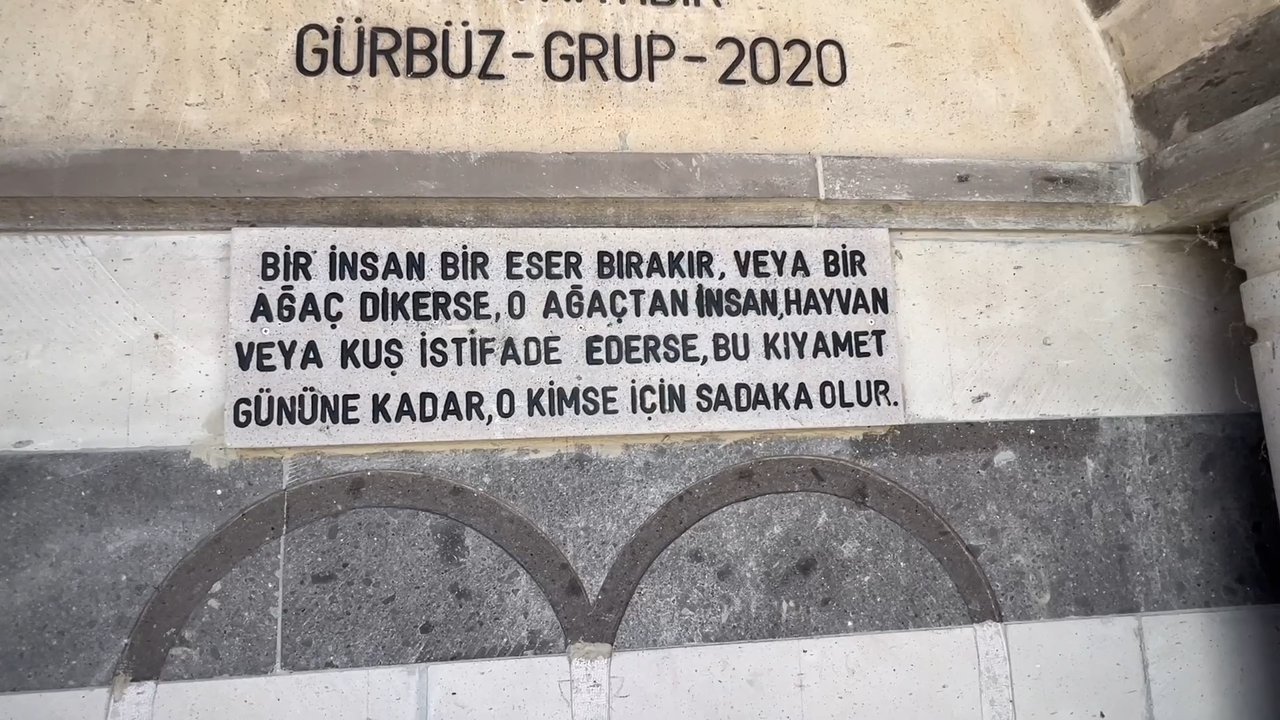 GÜRBÜZ-GRUP-2020
BİR İNSAN BİR ESER BIRAKIR, VEYA BİR
AĞAÇ DİKERSE, O AĞAÇTAN İNSAN, HAYVAN
VEYA KUŞ İSTİFADE EDERSE, BU KIYAMET
GÜNÜNE KADAR, O KİMSE İÇİN SADAKA OLUR.